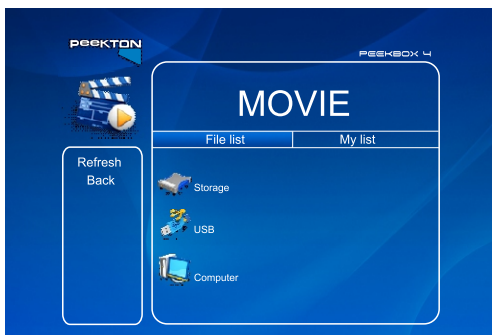 PEEKTON
PEEKBOX 4
MOVIE
File list
My list
Refresh
Back
Storage
USB
Computer